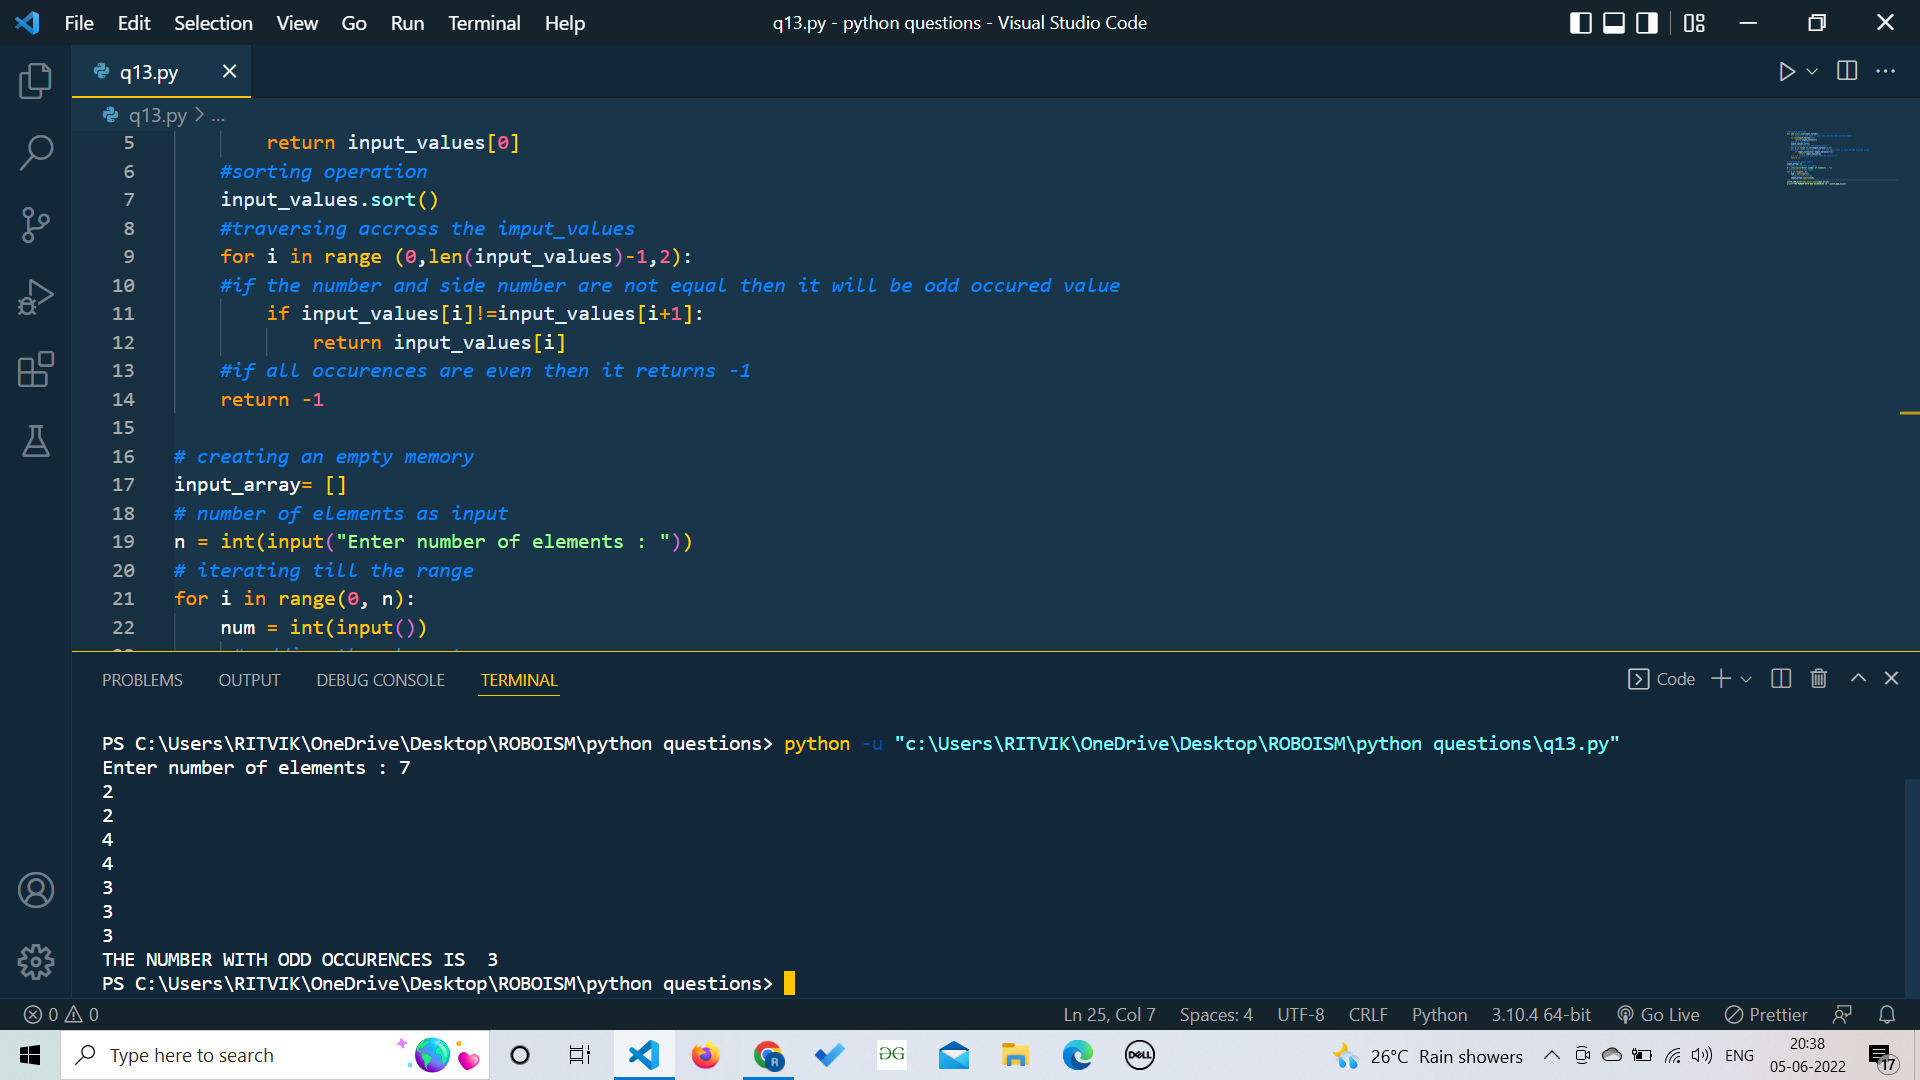 File Edit Selection View Go Run Terminal Help
q13.py - python questions - Visual Studio Code
q13.py
q13.py > ...
5 return input_values[0]
6 #sorting operation
7 input_values.sort()
8 #traversing accross the imput_values
9 for i in range (0,len(input_values)-1,2):
10 #if the number and side number are not equal then it will be odd occured value
11 if input_values[i]!=input_values[i+1]:
12 return input_values[i]
13 #if all occurences are even then it returns -1
14 return -1
15
16 # creating an empty memory
17 input_array= []
18 # number of elements as input
19 n = int(input("Enter number of elements : "))
20 # iterating till the range
21 for i in range(0, n):
22 num = int(input())
PROBLEMS OUTPUT DEBUG CONSOLE TERMINAL
Code
PS C:\Users\RITVIK\OneDrive\Desktop\ROBOISM\python questions> python -u "c:\Users\RITVIK\OneDrive\Desktop\ROBOISM\python questions\q13.py"
Enter number of elements : 7
2
2
4
4
3
3
3
THE NUMBER WITH ODD OCCURENCES IS  3
PS C:\Users\RITVIK\OneDrive\Desktop\ROBOISM\python questions>
0 0 Ln 25, Col 7 Spaces: 4 UTF-8 CRLF Python 3.10.4 64-bit Go Live Prettier
Type here to search
R
DELL
26°C Rain showers
ENG
20:38
05-06-2022
17